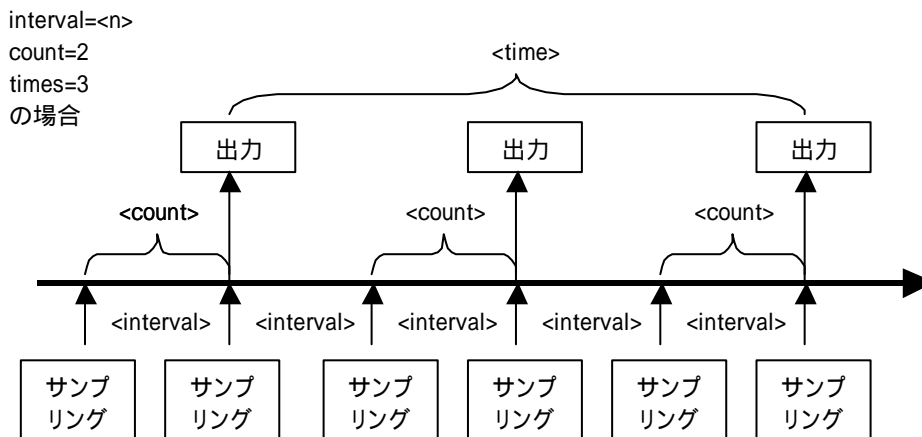 interval=<n>
count=2
times=3
の場合
<time>
出力
出力
出力
<count>
<count>
<count>
<interval>
<interval>
<interval>
<interval>
<interval>
サンプ
リング
サンプ
リング
サンプ
リング
サンプ
リング
サンプ
リング
サンプ
リング